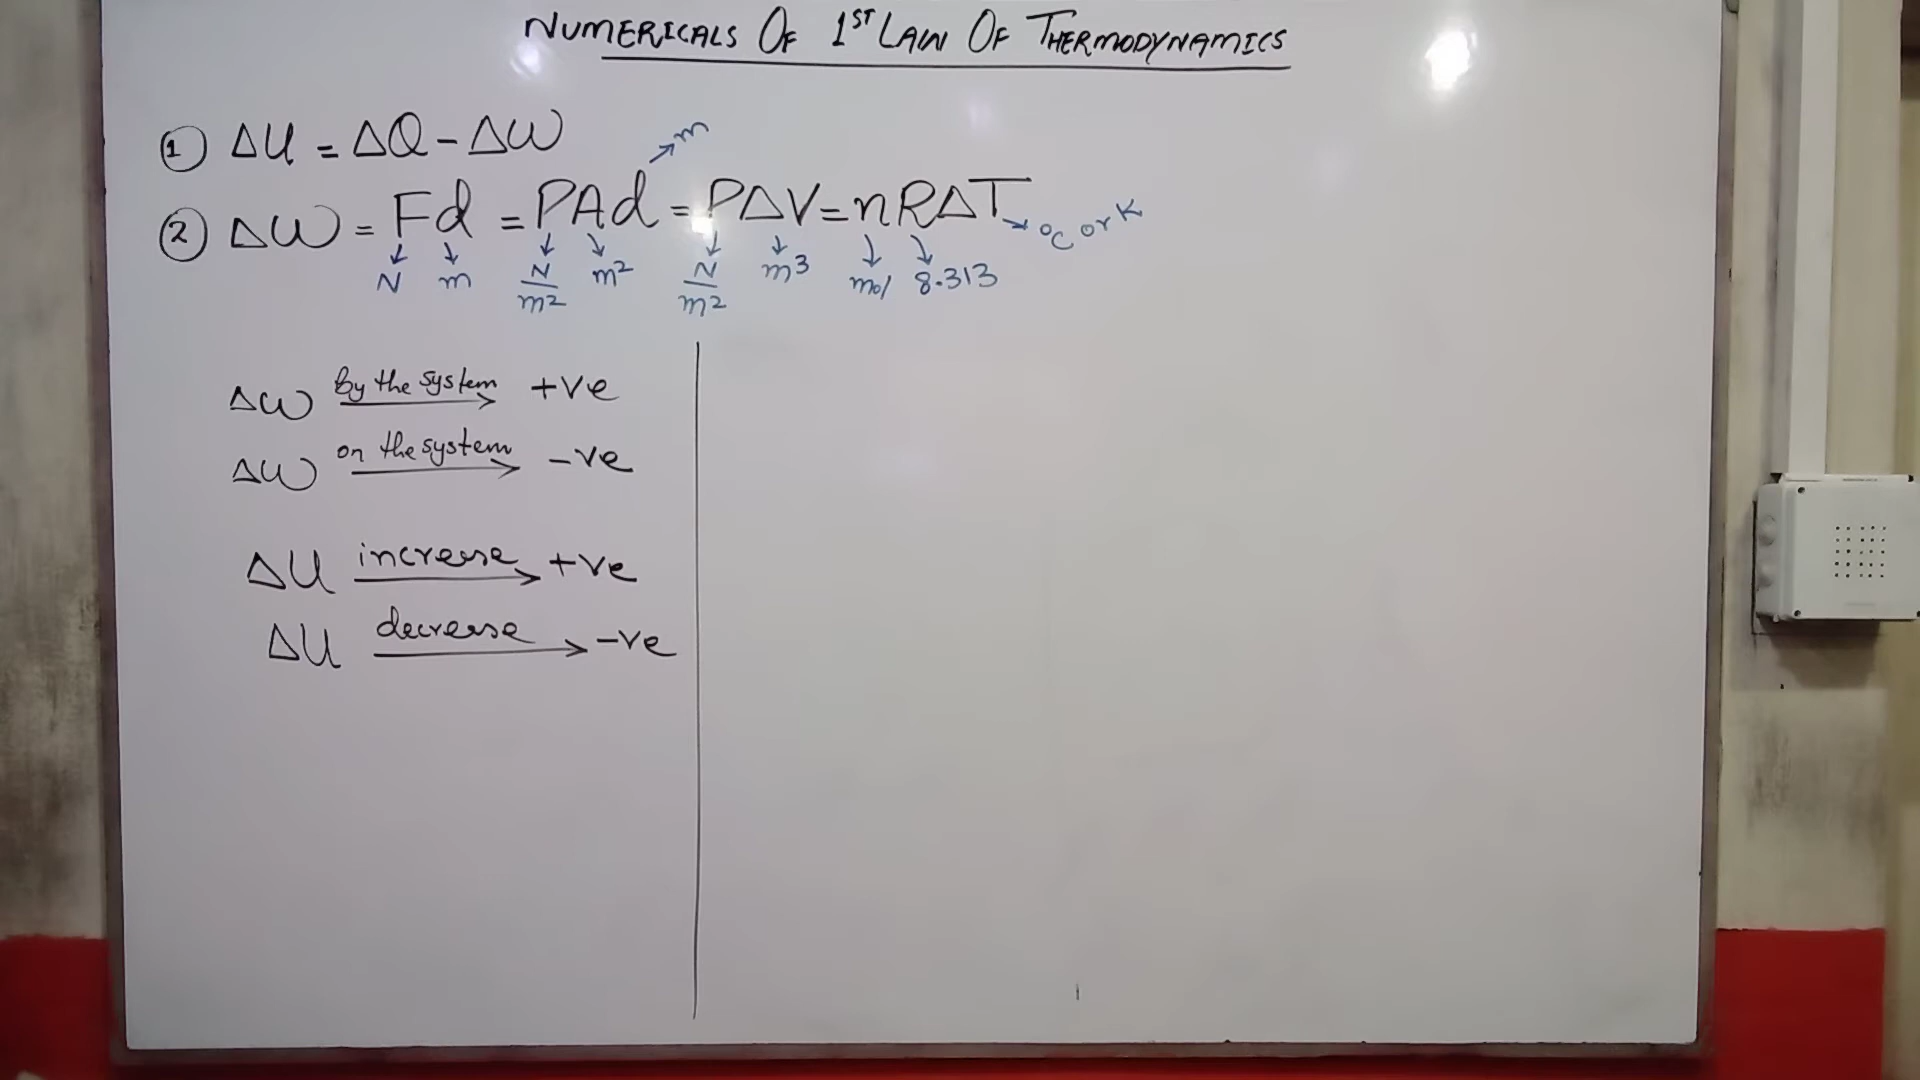 NUMERICALS OF 1ST LAW OF THERMODYNAMICS
① ΔU = ΔQ - ΔW
② ΔW = Fd = PAd = PΔV = nRΔT
m
°C or K
N m N/m² m² N/m² m³ mol 8.313
ΔW by the system +ve
ΔW on the system -ve
ΔU increase +ve
ΔU decrease -ve